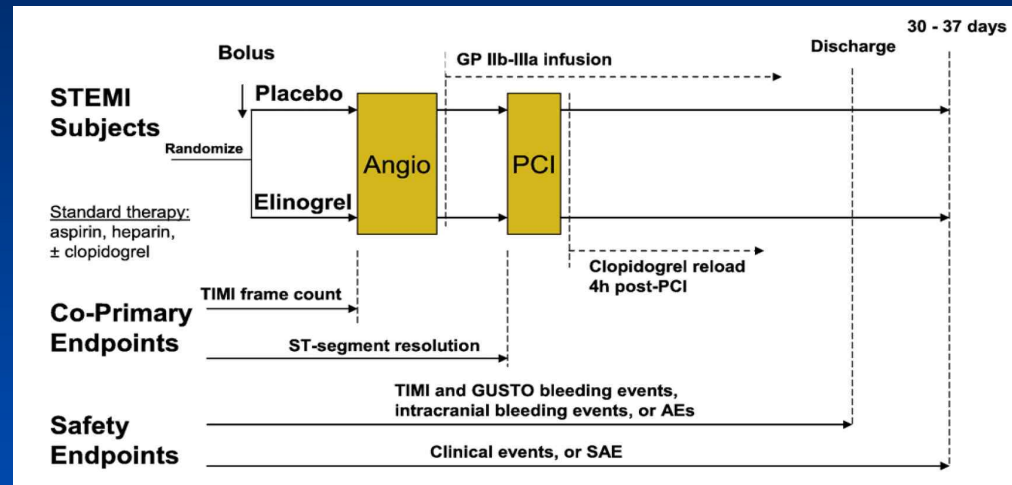 30 - 37 days
Discharge
Bolus
GP IIb-IIIa infusion
STEMI
Subjects
Placebo
Randomize
Angio
PCI
Elinogrel
Standard therapy:
aspirin, heparin,
± clopidogrel
Clopidogrel reload
4h post-PCI
Co-Primary
Endpoints
TIMI frame count
ST-segment resolution
Safety
Endpoints
TIMI and GUSTO bleeding events,
intracranial bleeding events, or AEs
Clinical events, or SAE